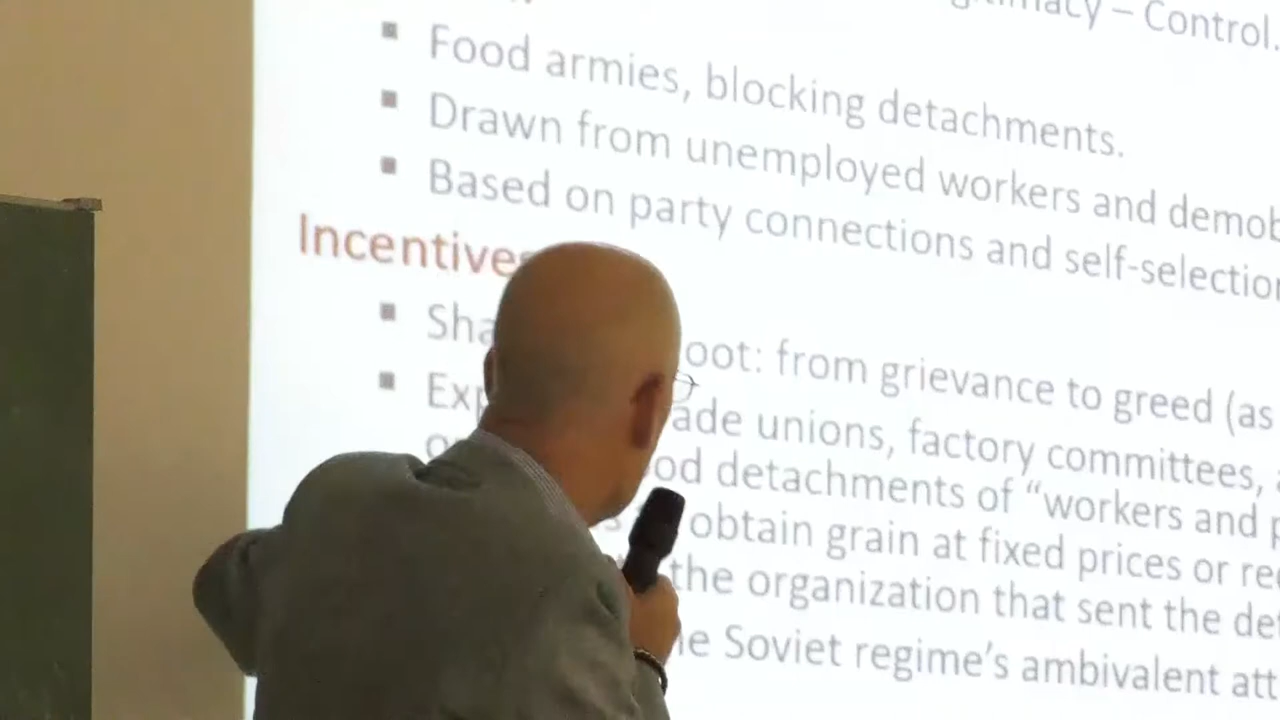 – Control.
Food armies, blocking detachments.
Drawn from unemployed workers and demob
Based on party connections and self-selection
Incentives
Sha oot: from grievance to greed (as
Exp ade unions, factory committees,
od detachments of “workers and p
obtain grain at fixed prices or re
the organization that sent the de
e Soviet regime’s ambivalent att